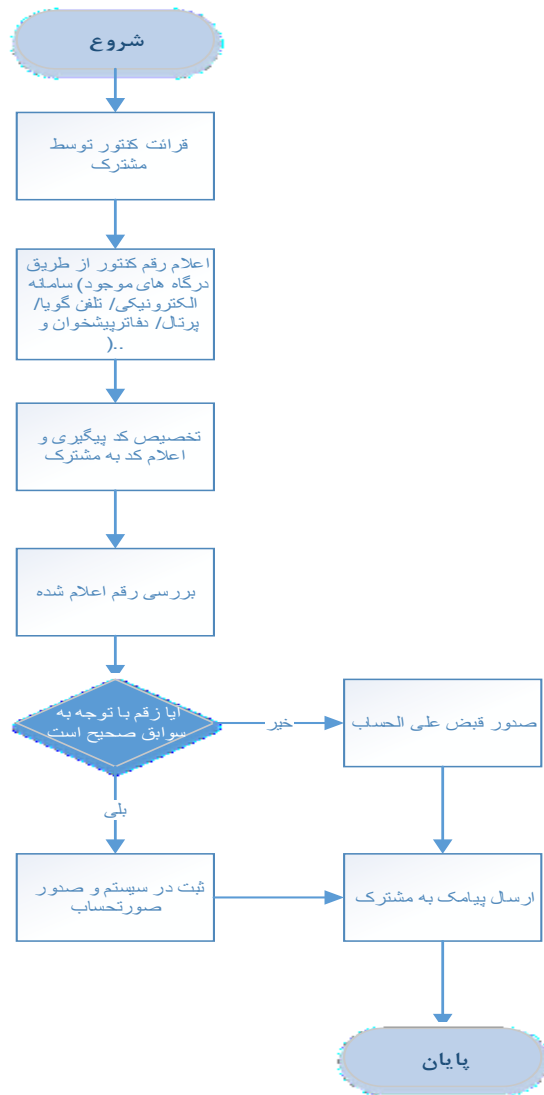 شروع
قرائت کنتور توسط
مشترک
اعلام رقم کنتور از طریق
درگاه های موجود) سامانه
الکترونیکی/ تلفن گویا/
پرتال/ دفاترپیشخوان و
..(
تخصیص کد پیگیری و
اعلام کد به مشترک
بررسی رقم اعلام شده
آیا رقم با توجه به
سوابق صحیح است
خیر
صدور قبض علی الحساب
بلی
ثبت در سیستم و صدور
صورتحساب
ارسال پیامک به مشترک
پایان